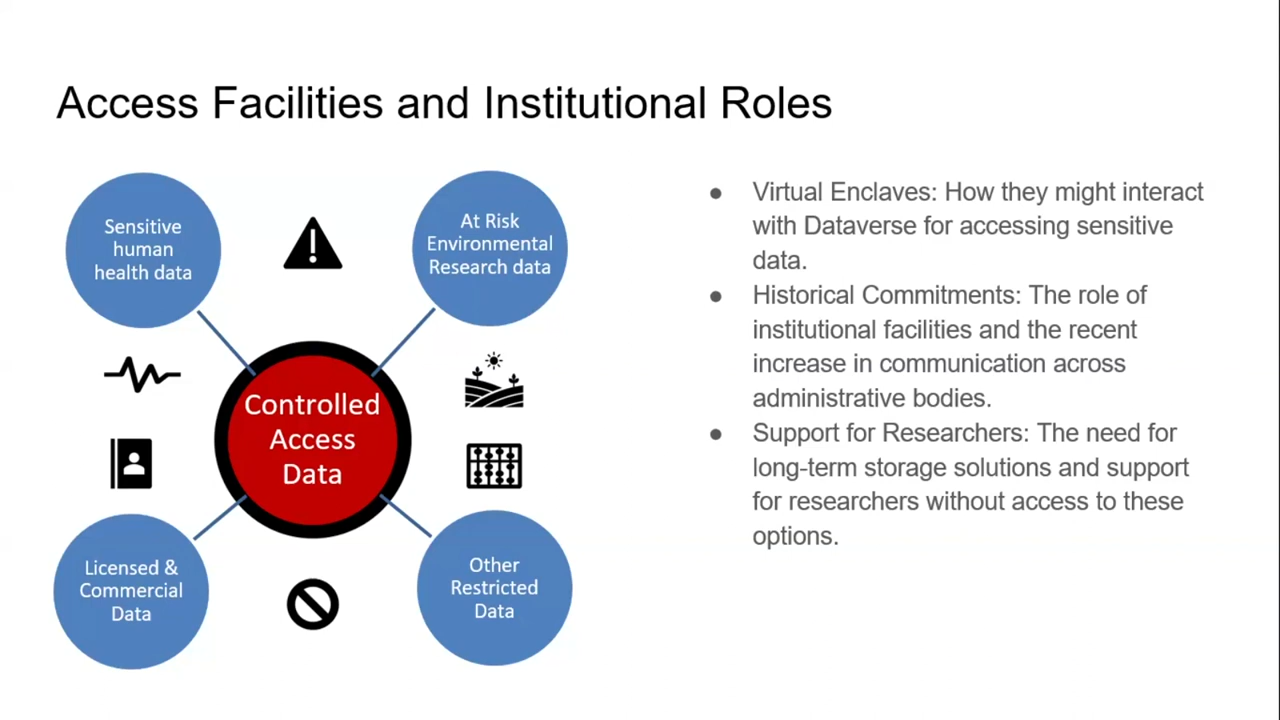 Access Facilities and Institutional Roles
Sensitive
human
health data
At Risk
Environmental
Research data
Controlled
Access
Data
Licensed &
Commercial
Data
Other
Restricted
Data
● Virtual Enclaves: How they might interact
with Dataverse for accessing sensitive
data.
● Historical Commitments: The role of
institutional facilities and the recent
increase in communication across
administrative bodies.
● Support for Researchers: The need for
long-term storage solutions and support
for researchers without access to these
options.